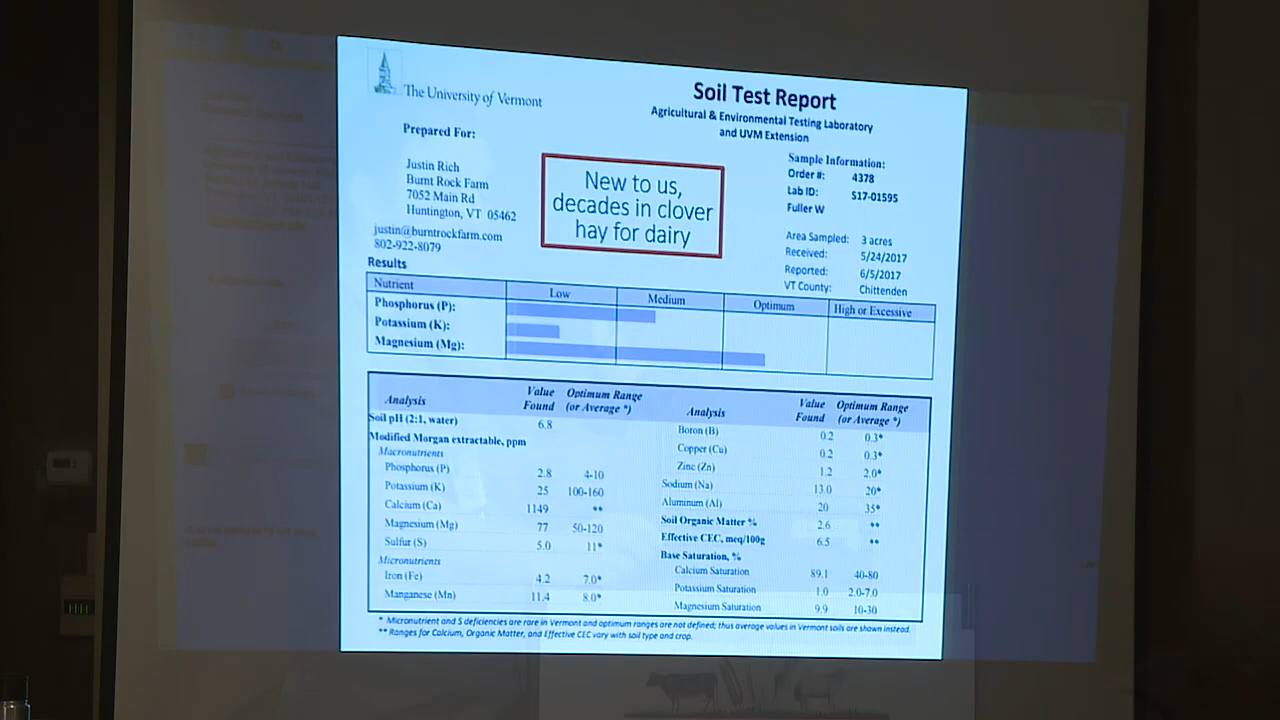 The University of Vermont
Soil Test Report
Agricultural & Environmental Testing Laboratory
and UVM Extension
Prepared For:
Justin Rich
Burnt Rock Farm
7052 Main Rd
Huntington, VT 05462
justin@burntrockfarm.com
802-922-8079
New to us,
decades in clover
hay for dairy
Sample Information:
Order #: 4378
Lab ID: S17-01595
Fuller W
Area Sampled: 3 acres
Received: 5/24/2017
Reported: 6/5/2017
VT County: Chittenden
Results
Nutrient Low Medium Optimum High or Excessive
Phosphorus (P):
Potassium (K):
Magnesium (Mg):
Analysis Value Found Optimum Range (or Average *)
Soil pH (2:1, water) 6.8
Modified Morgan extractable, ppm
Macronutrients
Phosphorus (P) 2.8 4-10
Potassium (K) 25 100-160
Calcium (Ca) 1149 **
Magnesium (Mg) 77 50-120
Sulfur (S) 5.0 11*
Micronutrients
Iron (Fe) 4.2 7.0*
Manganese (Mn) 11.4 8.0*
Analysis Value Found Optimum Range (or Average *)
Boron (B) 0.2 0.3*
Copper (Cu) 0.2 0.3*
Zinc (Zn) 1.2 2.0*
Sodium (Na) 13.0 20*
Aluminum (Al) 20 35*
Soil Organic Matter % 2.6 **
Effective CEC, meq/100g 6.5 **
Base Saturation, %
Calcium Saturation 89.1 40-80
Potassium Saturation 1.0 2.0-7.0
Magnesium Saturation 9.9 10-30
* Micronutrient and S deficiencies are rare in Vermont and optimum ranges are not defined; thus average values in Vermont soils are shown instead.
** Ranges for Calcium, Organic Matter, and Effective CEC vary with soil type and crop.